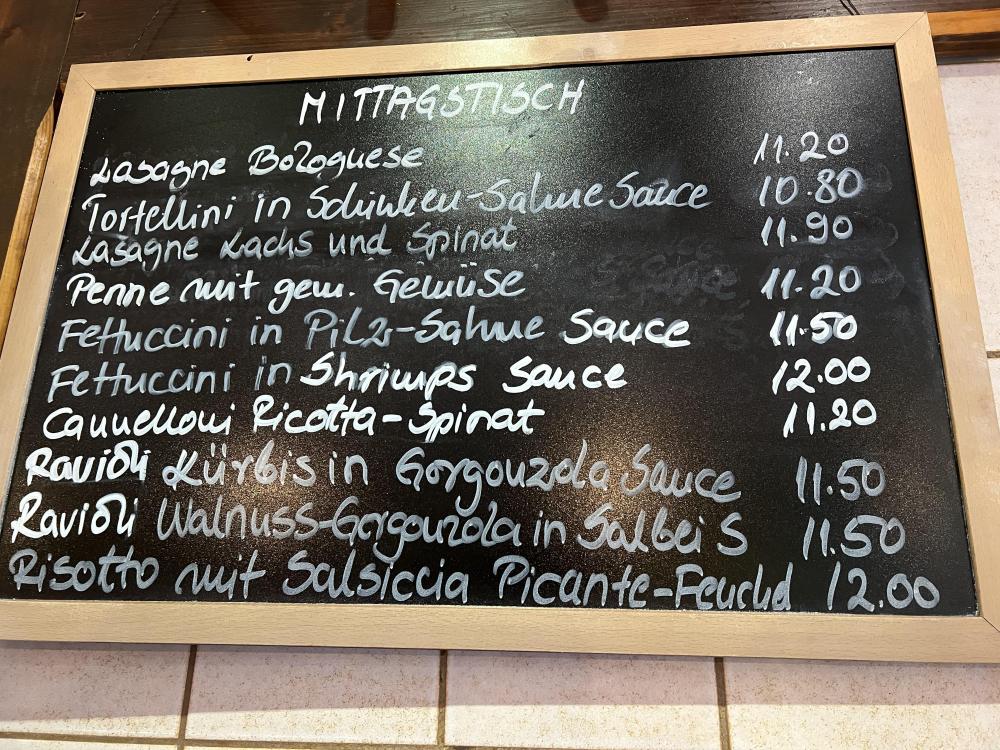 MITTAGSTISCH
Lasagne Bolognese 11.20
Tortellini in Schinken-Sahne Sauce 10.80
Lasagne Lachs und Spinat 11.90
Penne mit gem. Gemüse 11.20
Fettuccini in Pilz-Sahne Sauce 11.50
Fettuccini in Shrimps Sauce 12.00
Cannelloni Ricotta-Spinat 11.20
Ravioli Kürbis in Gorgonzola Sauce 11.50
Ravioli Walnuss-Gorgonzola in Salbei S 11.50
Risotto mit Salsiccia Picante-Fenchel 12.00